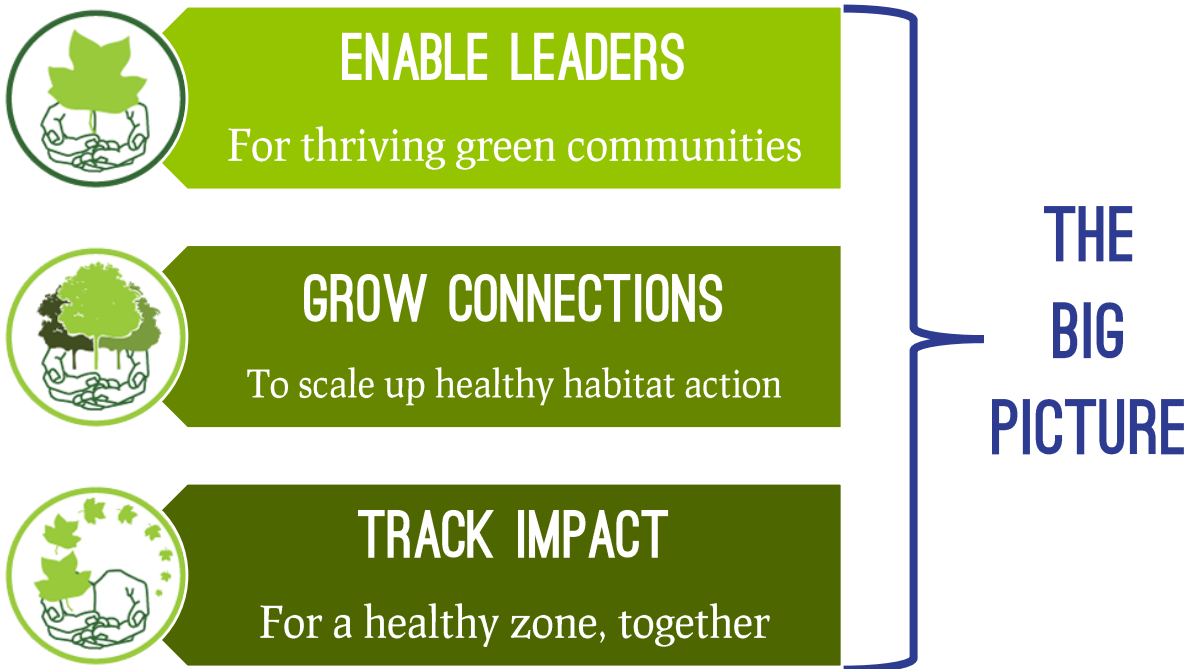 ENABLE LEADERS
For thriving green communities
GROW CONNECTIONS
To scale up healthy habitat action
TRACK IMPACT
For a healthy zone, together
THE
BIG
PICTURE